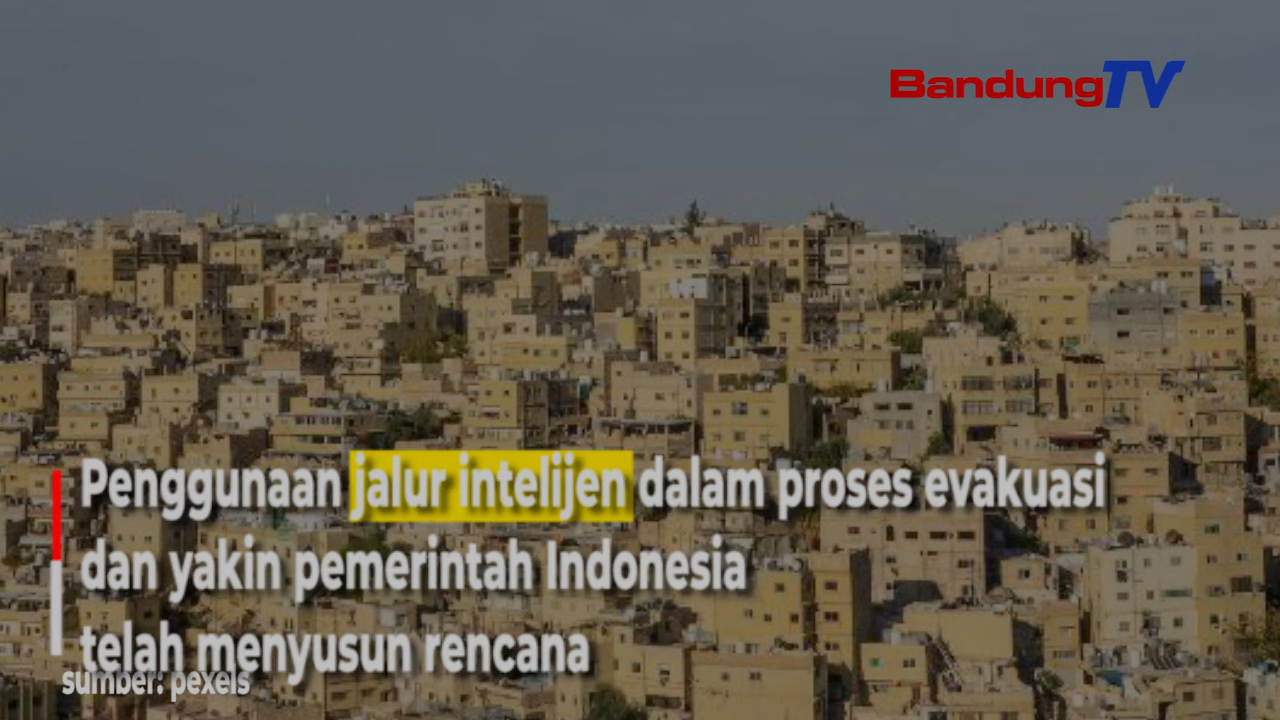 BandungTV
Penggunaan jalur intelijen dalam proses evakuasi
dan yakin pemerintah Indonesia
telah menyusun rencana
sumber: pexels